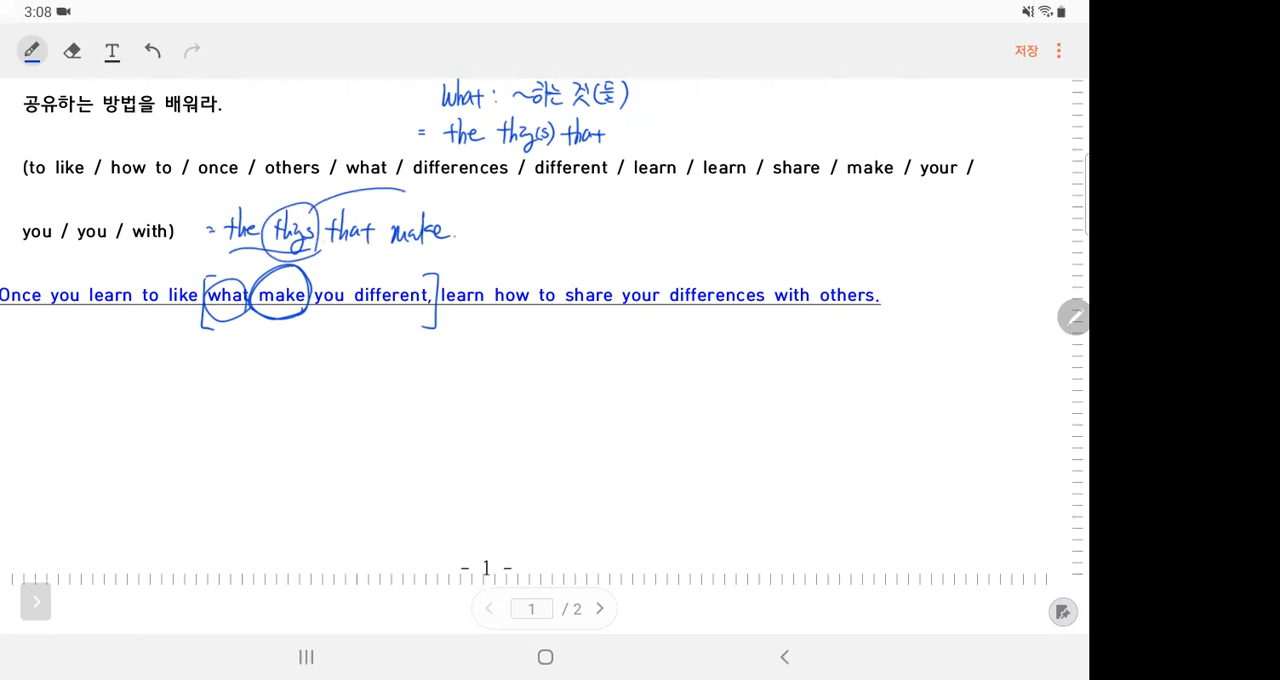 3:08
저장
What : ~하는 것(들)
공유하는 방법을 배워라.
= the thing(s) that
(to like / how to / once / others / what / differences / different / learn / learn / share / make / your /
you / you / with) = the things that make.
Once you learn to like [what make you different,] learn how to share your differences with others.
- 1 -
1 / 2